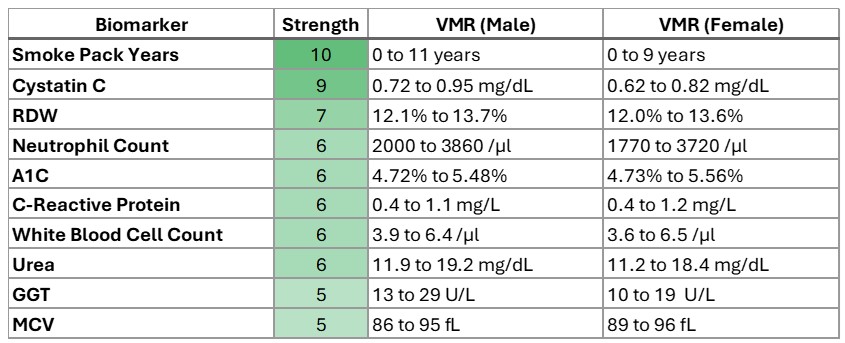 Biomarker Strength VMR (Male) VMR (Female)
Smoke Pack Years 10 0 to 11 years 0 to 9 years
Cystatin C 9 0.72 to 0.95 mg/dL 0.62 to 0.82 mg/dL
RDW 7 12.1% to 13.7% 12.0% to 13.6%
Neutrophil Count 6 2000 to 3860 /µl 1770 to 3720 /µl
A1C 6 4.72% to 5.48% 4.73% to 5.56%
C-Reactive Protein 6 0.4 to 1.1 mg/L 0.4 to 1.2 mg/L
White Blood Cell Count 6 3.9 to 6.4 /µl 3.6 to 6.5 /µl
Urea 6 11.9 to 19.2 mg/dL 11.2 to 18.4 mg/dL
GGT 5 13 to 29 U/L 10 to 19 U/L
MCV 5 86 to 95 fL 89 to 96 fL